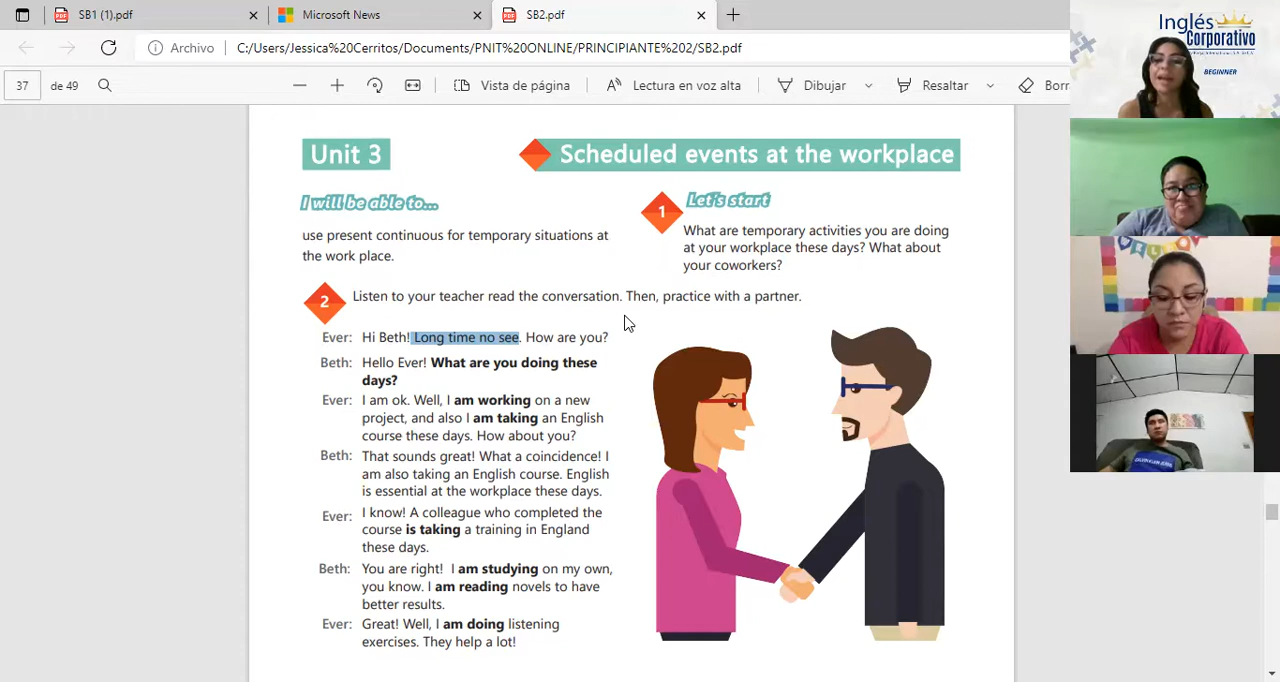 SB1 (1).pdf
Microsoft News
SB2.pdf
Archivo
C:/Users/Jessica%20Cerritos/Documents/PNIT%20ONLINE/PRINCIPIANTE%202/SB2.pdf
37 de 49
Vista de página
Lectura en voz alta
Dibujar
Resaltar
Borr
Unit 3
Scheduled events at the workplace
I will be able to...
use present continuous for temporary situations at
the work place.
1
Let's start
What are temporary activities you are doing
at your workplace these days? What about
your coworkers?
2
Listen to your teacher read the conversation. Then, practice with a partner.
Ever: Hi Beth! Long time no see. How are you?
Beth: Hello Ever! What are you doing these
days?
Ever: I am ok. Well, I am working on a new
project, and also I am taking an English
course these days. How about you?
Beth: That sounds great! What a coincidence! I
am also taking an English course. English
is essential at the workplace these days.
Ever: I know! A colleague who completed the
course is taking a training in England
these days.
Beth: You are right! I am studying on my own,
you know. I am reading novels to have
better results.
Ever: Great! Well, I am doing listening
exercises. They help a lot!
Inglés
Corporativo
BEGINNER
CALVIN KLEIN JEANS